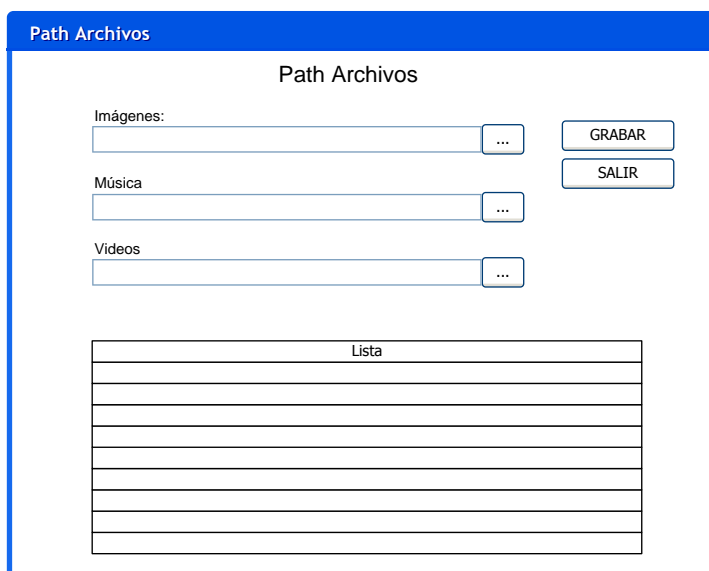 Path Archivos
Path Archivos
Imágenes:
...
GRABAR
SALIR
Música
...
Videos
...
Lista